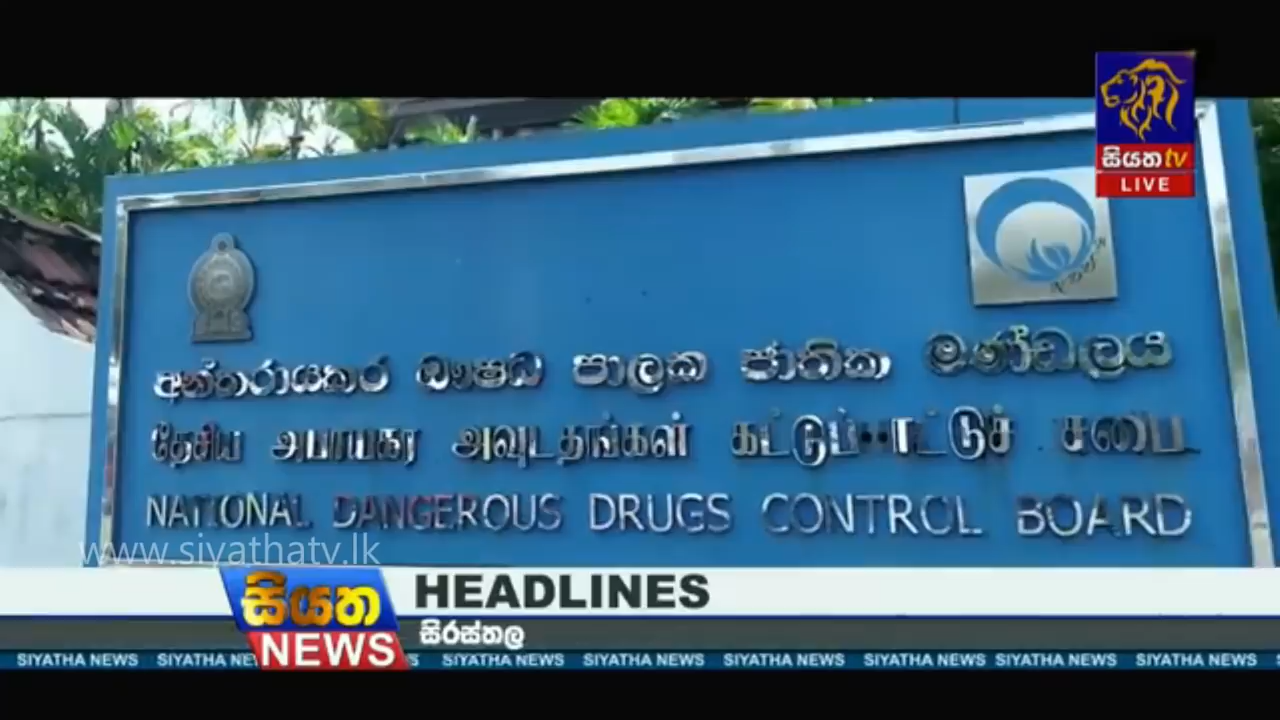 සියත tv
LIVE
අන්තරායකර ඖෂධ පාලක ජාතික මණ්ඩලය
தேசிய அபாயகர அவுடதங்கள் கட்டுப்பாட்டுச் சபை
NATIONAL DANGEROUS DRUGS CONTROL BOARD
www.siyathatv.lk
සියත NEWS
HEADLINES
සිරස්තල
SIYATHA NEWS SIYATHA NEWS SIYATHA NEWS SIYATHA NEWS SIYATHA NEWS SIYATHA NEWS SIYATHA NEWS SIYATHA NEWS